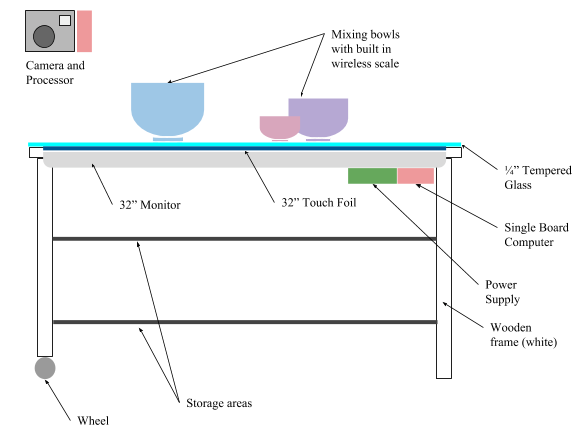 Mixing bowls
with built in
wireless scale
Camera and
Processor
¼” Tempered
Glass
32” Monitor
32” Touch Foil
Single Board
Computer
Power
Supply
Wooden
frame (white)
Storage areas
Wheel